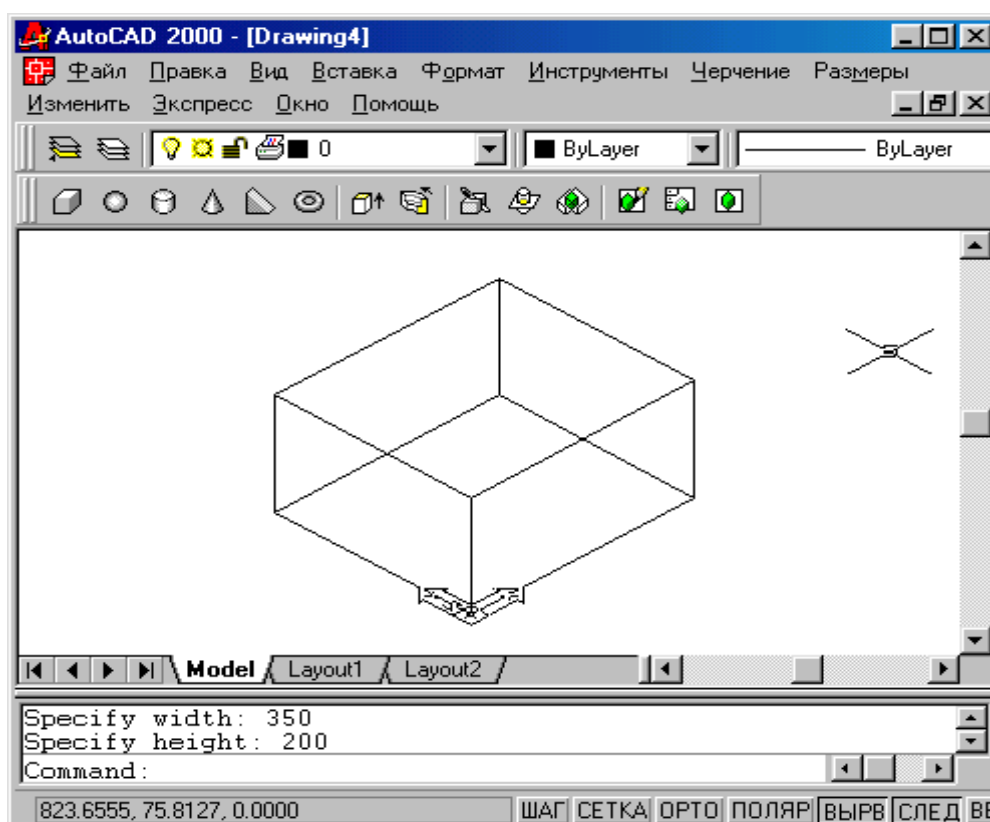 AutoCAD 2000 - [Drawing4]
Файл Правка Вид Вставка Формат Инструменты Черчение Размеры
Изменить Экспресс Окно Помощь
0 ByLayer ByLayer
Model Layout1 Layout2
Specify width: 350
Specify height: 200
Command:
823.6555, 75.8127, 0.0000 ШАГ СЕТКА ОРТО ПОЛЯР ВЫРВ СЛЕД